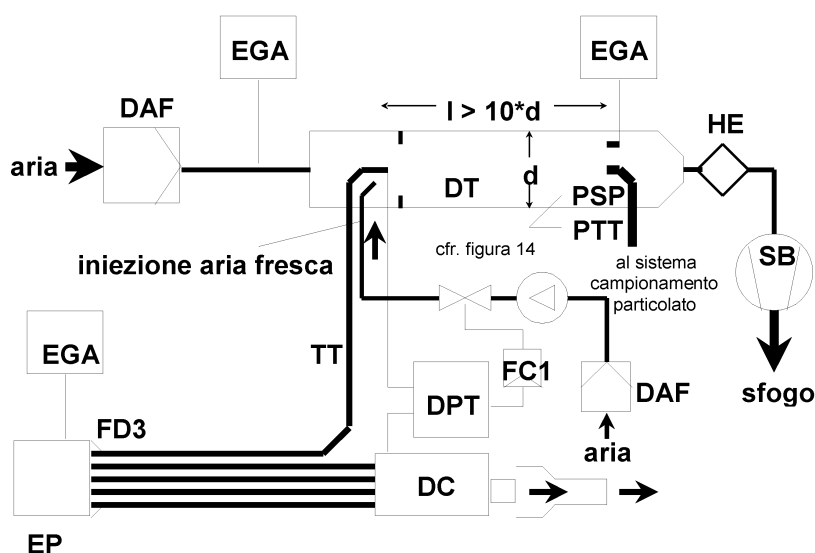 EGA
EGA
DAF
l > 10*d
HE
aria
d
DT
PSP
PTT
SB
cfr. figura 14
iniezione aria fresca
al sistema
campionamento
particolato
EGA
TT
FC1
DPT
DAF
sfogo
FD3
aria
DC
EP